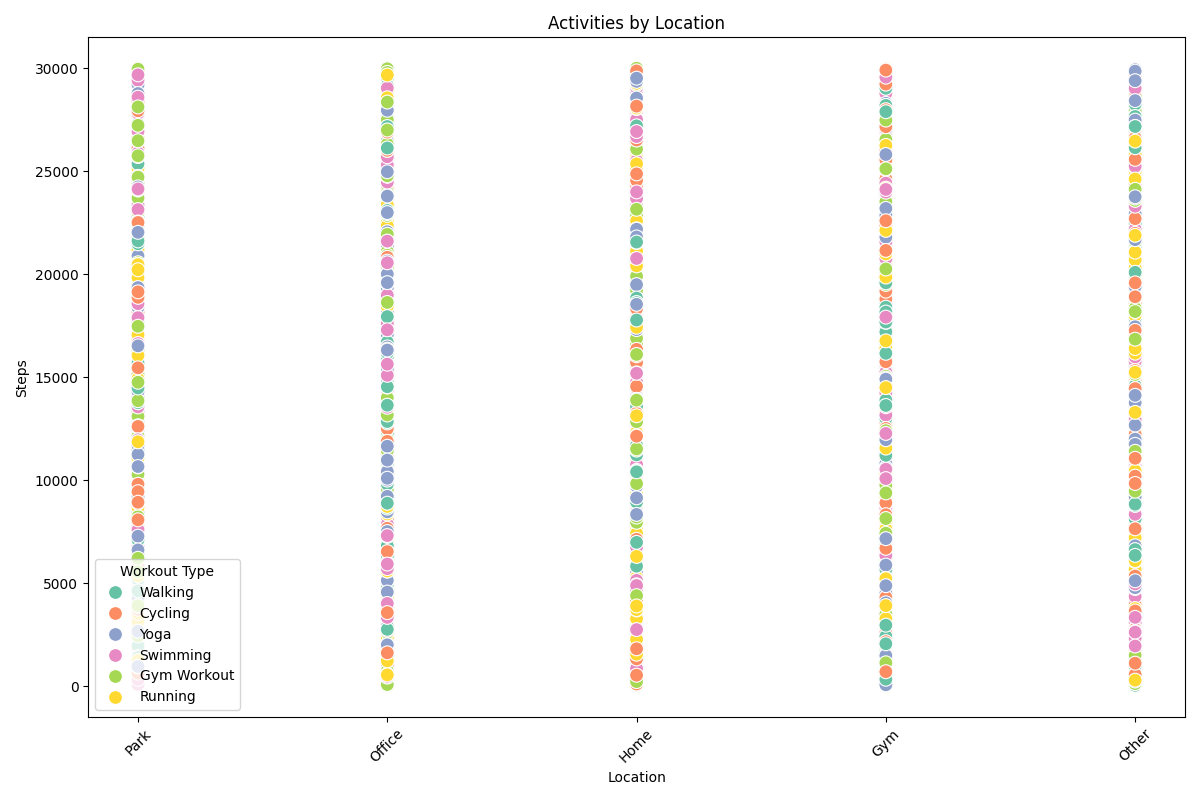 Activities by Location
Steps
30000
25000
20000
15000
10000
5000
0
Workout Type
Walking
Cycling
Yoga
Swimming
Gym Workout
Running
Park
Office
Home
Gym
Other
Location